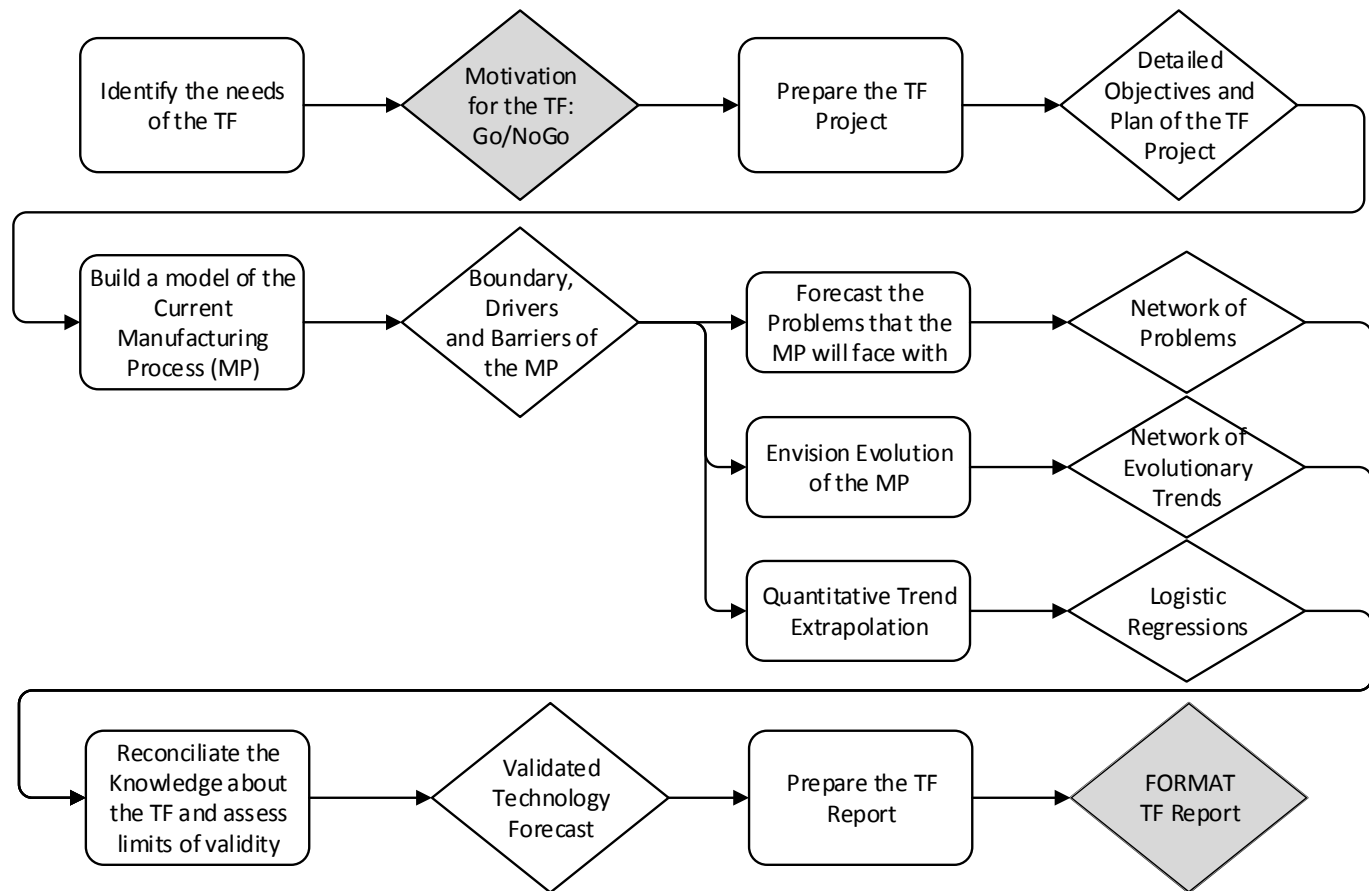 Identify the needs
of the TF
Motivation
for the TF:
Go/NoGo
Prepare the TF
Project
Detailed
Objectives and
Plan of the TF
Project
Build a model of the
Current
Manufacturing
Process (MP)
Boundary,
Drivers
and Barriers of
the MP
Forecast the
Problems that the
MP will face with
Network of
Problems
Envision Evolution
of the MP
Network of
Evolutionary
Trends
Quantitative Trend
Extrapolation
Logistic
Regressions
Reconciliate the
Knowledge about
the TF and assess
limits of validity
Validated
Technology
Forecast
Prepare the TF
Report
FORMAT
TF Report